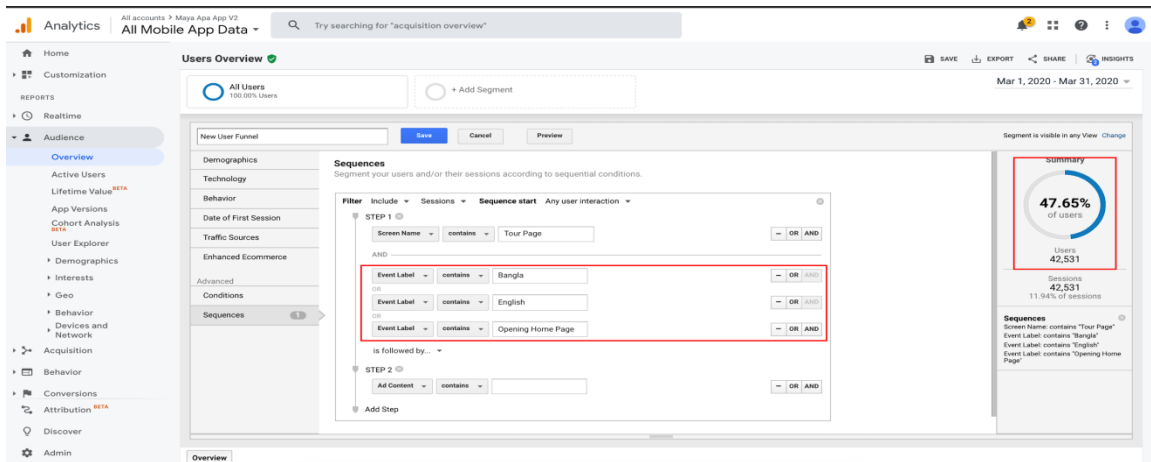 All accounts > Maya Apa App V2
Analytics
All Mobile App Data
Try searching for "acquisition overview"
2
Home
Customization
REPORTS
Realtime
Audience
Overview
Active Users
Lifetime Value BETA
App Versions
Cohort Analysis
BETA
User Explorer
Demographics
Interests
Geo
Behavior
Devices and
Network
Acquisition
Behavior
Conversions
Attribution BETA
Discover
Admin
Users Overview
SAVE EXPORT SHARE INSIGHTS
All Users
100.00% Users
+ Add Segment
Mar 1, 2020 - Mar 31, 2020
New User Funnel
Save Cancel Preview
Segment is visible in any View Change
Demographics
Technology
Behavior
Date of First Session
Traffic Sources
Enhanced Ecommerce
Advanced
Conditions
Sequences 1
Sequences
Segment your users and/or their sessions according to sequential conditions.
Filter Include Sessions Sequence start Any user interaction
STEP 1
Screen Name contains Tour Page – OR AND
AND
Event Label contains Bangla – OR AND
OR
Event Label contains English – OR AND
OR
Event Label contains Opening Home Page – OR AND
is followed by...
STEP 2
Ad Content contains – OR AND
Add Step
Summary
47.65%
of users
Users
42,531
Sessions
42,531
11.94% of sessions
Sequences
Screen Name: contains "Tour Page"
Event Label: contains "Bangla"
Event Label: contains "English"
Event Label: contains "Opening Home
Page"
Overview